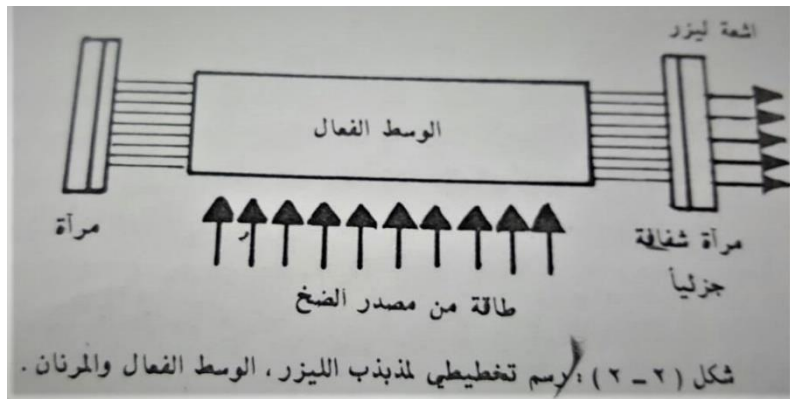 اشعة ليزر
الوسط الفعال
مرآة
مرآة شفافة
جزلياً
طاقة من مصدر الضخ
شكل (٢ – ٢) : رسم تخطيطي لمذبذب الليزر ، الوسط الفعال والمرنان .